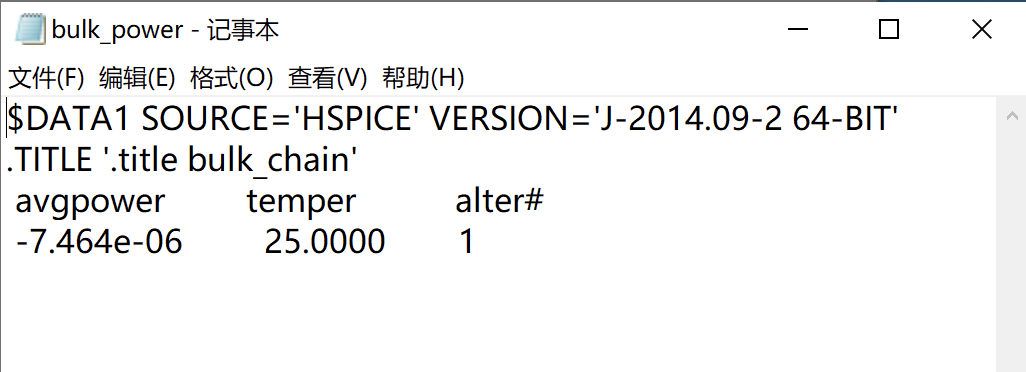 bulk_power - 记事本
文件(F) 编辑(E) 格式(O) 查看(V) 帮助(H)
$DATA1 SOURCE='HSPICE' VERSION='J-2014.09-2 64-BIT'
.TITLE '.title bulk_chain'
avgpower temper alter#
-7.464e-06 25.0000 1